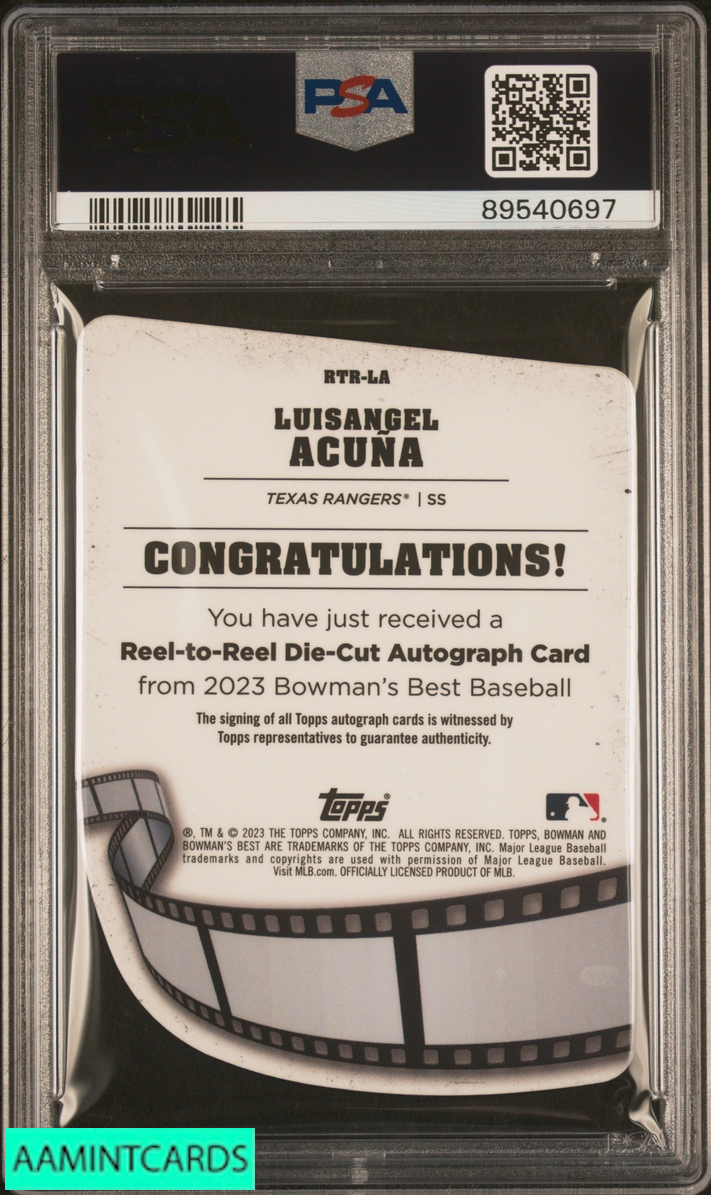 PSA
89540697
RTR-LA
LUISANGEL
ACUÑA
TEXAS RANGERS® | SS
CONGRATULATIONS!
You have just received a
Reel-to-Reel Die-Cut Autograph Card
from 2023 Bowman's Best Baseball
The signing of all Topps autograph cards is witnessed by
Topps representatives to guarantee authenticity.
Topps®
®, TM & © 2023 THE TOPPS COMPANY, INC. ALL RIGHTS RESERVED. TOPPS, BOWMAN AND
BOWMAN'S BEST ARE TRADEMARKS OF THE TOPPS COMPANY, INC. Major League Baseball
trademarks and copyrights are used with permission of Major League Baseball.
Visit MLB.com. OFFICIALLY LICENSED PRODUCT OF MLB.
PSA
AAMINTCARDS